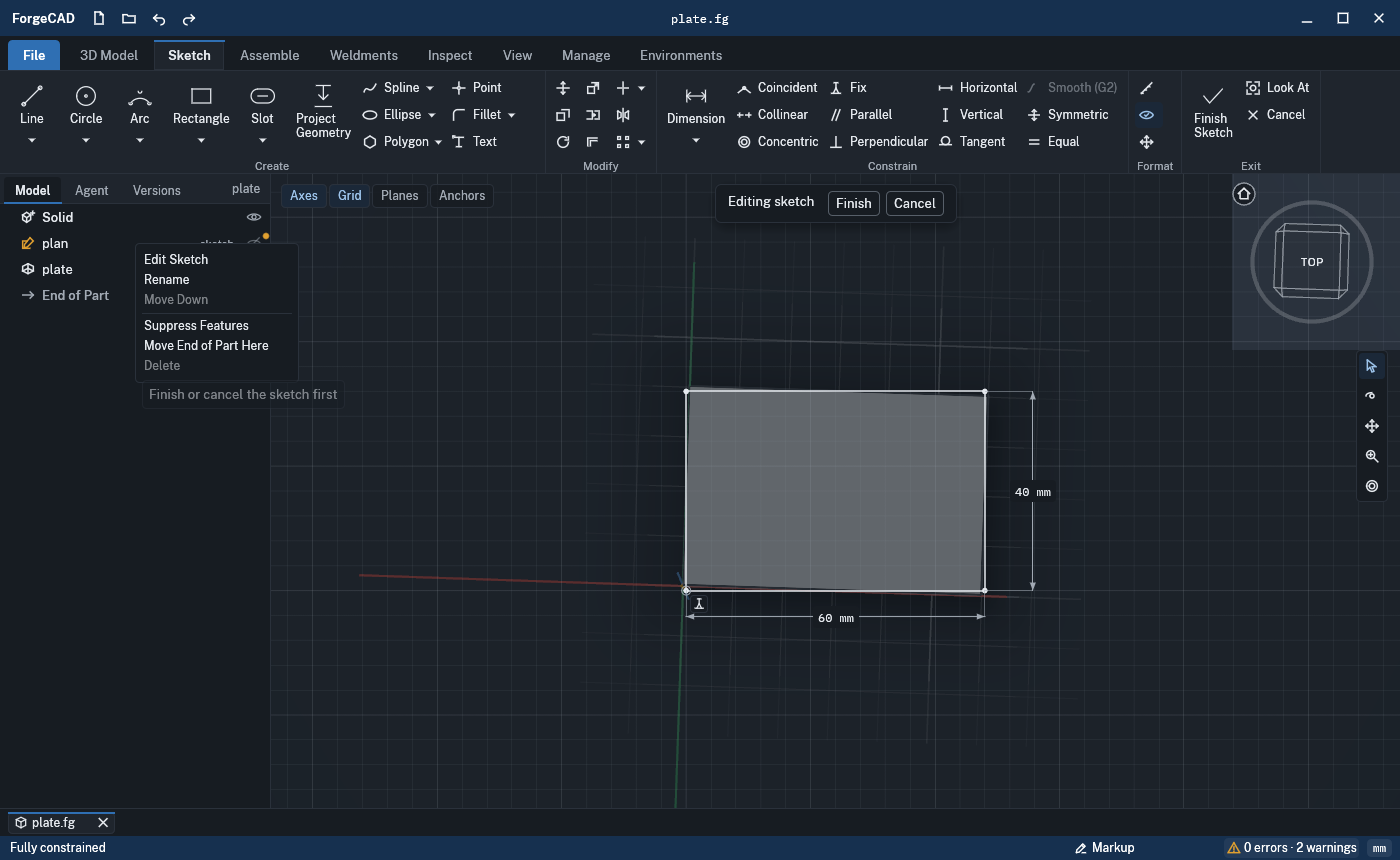 ForgeCAD
plate.fg
File
3D Model
Sketch
Assemble
Weldments
Inspect
View
Manage
Environments
Line
Circle
Arc
Rectangle
Slot
Project
Geometry
Spline
Ellipse
Polygon
Point
Fillet
Text
Create
Modify
Dimension
Coincident
Collinear
Concentric
Fix
Parallel
Perpendicular
Horizontal
Vertical
Tangent
Smooth (G2)
Symmetric
Equal
Constrain
Format
Finish
Sketch
Look At
Cancel
Exit
Model
Agent
Versions
plate
Solid
plan
sketch
plate
End of Part
Edit Sketch
Rename
Move Down
Suppress Features
Move End of Part Here
Delete
Finish or cancel the sketch first
Axes
Grid
Planes
Anchors
Editing sketch
Finish
Cancel
TOP
40 mm
60 mm
plate.fg
Fully constrained
Markup
0 errors · 2 warnings
mm